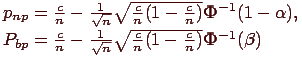 p_{np} = \frac{c}{n} - \frac{1}{\sqrt{n}} \sqrt{\frac{c}{n}(1 - \frac{c}{n})} \Phi^{-1}(1 - \alpha),
P_{bp} = \frac{c}{n} - \frac{1}{\sqrt{n}} \sqrt{\frac{c}{n}(1 - \frac{c}{n})} \Phi^{-1}(\beta)